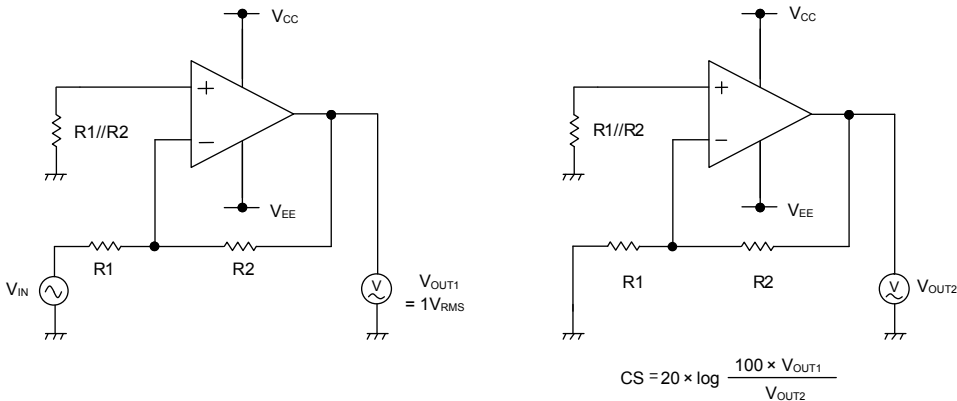 VCC
+
R1//R2
−
VEE
R1
R2
VIN
V
VOUT1
= 1VRMS
VCC
+
R1//R2
−
VEE
R1
R2
V
VOUT2
CS = 20 × log 100 × VOUT1
VOUT2